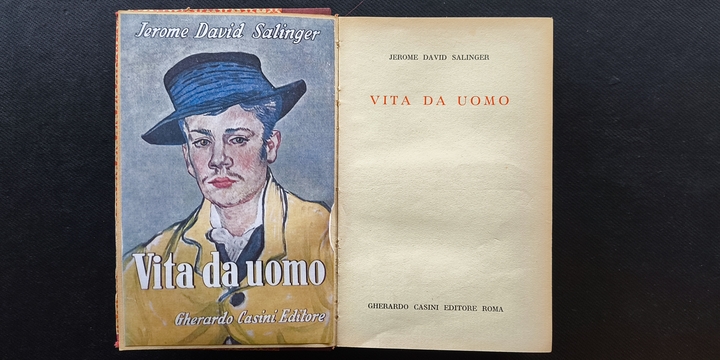 Jerome David Salinger
Vita da uomo
Gherardo Casini Editore
JEROME DAVID SALINGER
VITA DA UOMO
GHERARDO CASINI EDITORE ROMA